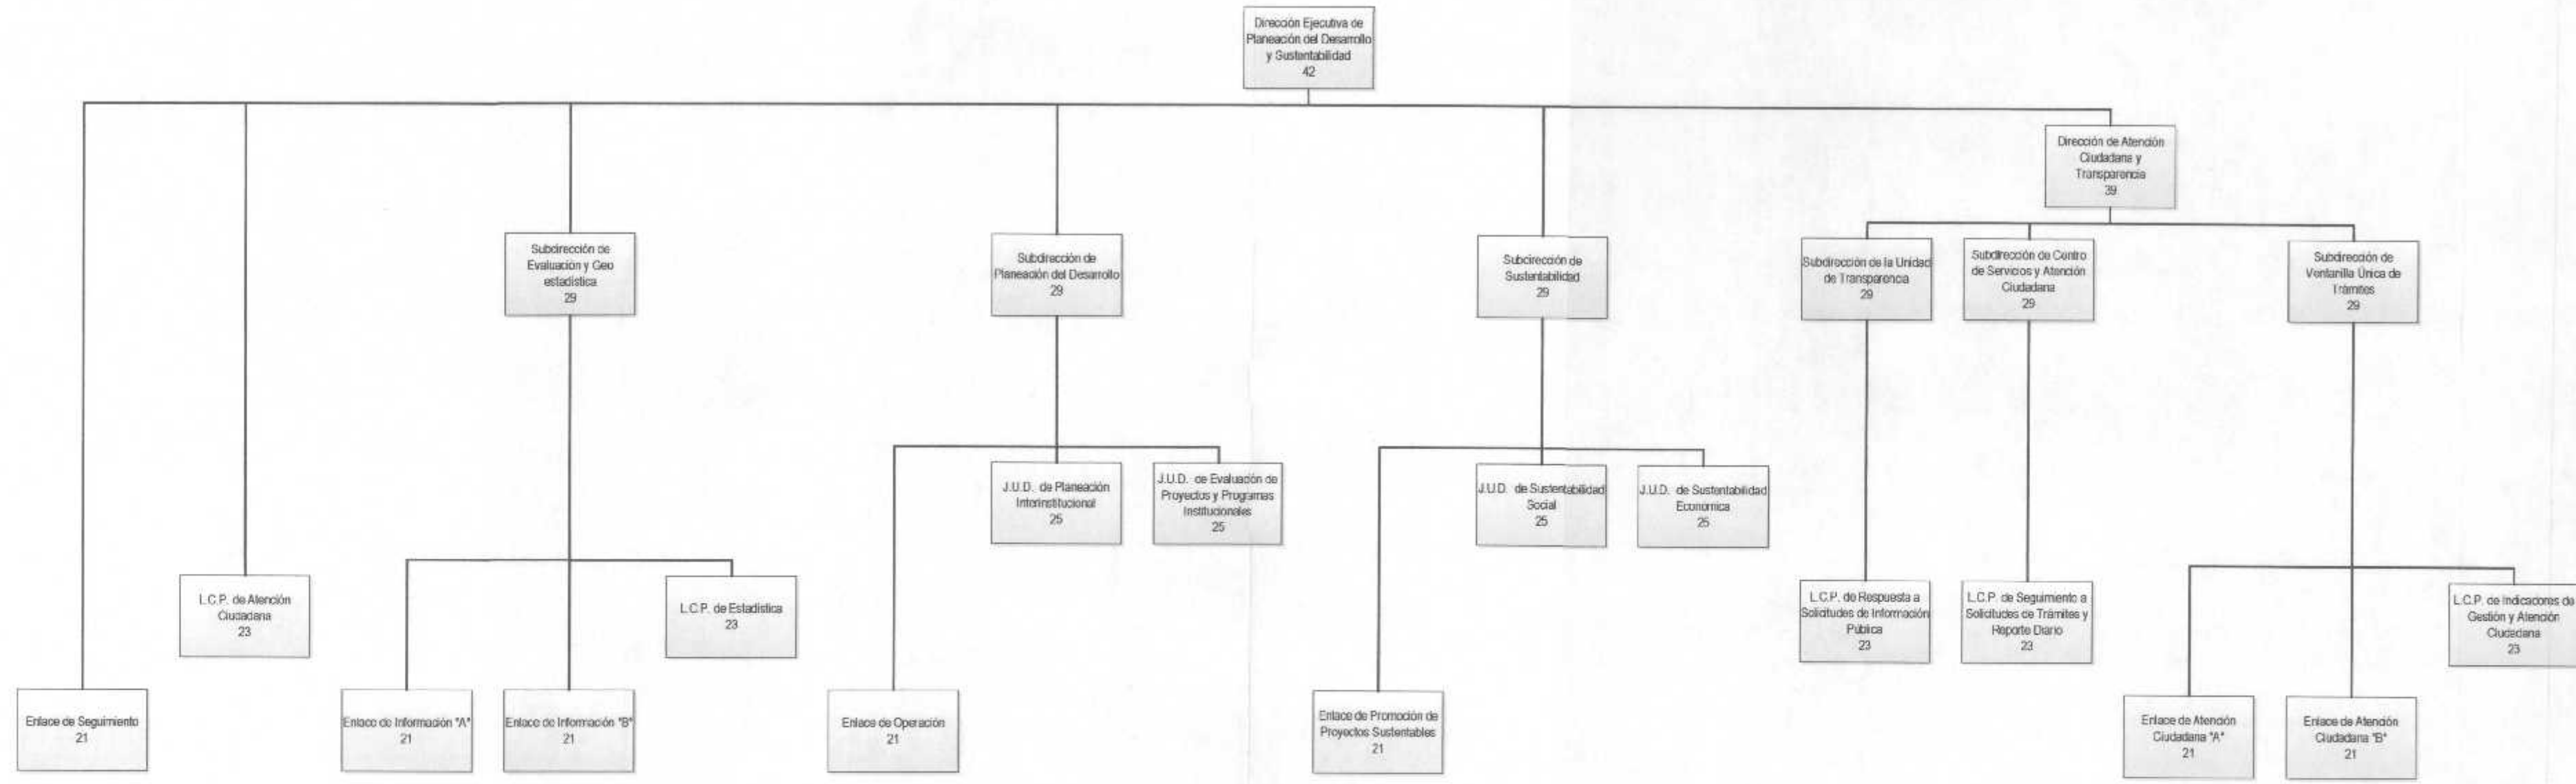 Dirección Ejecutiva de
Planeación del Desarrollo
y Sustentabilidad
42
Dirección de Atención
Ciudadana y
Transparencia
39
Subdirección de
Evaluación y Geo
estadística
29
Subdirección de
Planeación del Desarrollo
29
Subdirección de
Sustentabilidad
29
Subdirección de la Unidad
de Transparencia
29
Subdirección de Centro
de Servicios y Atención
Ciudadana
29
Subdirección de
Ventanilla Única de
Trámites
29
J.U.D. de Planeación
Interinstitucional
25
J.U.D. de Evaluación de
Proyectos y Programas
Institucionales
25
J.U.D. de Sustentabilidad
Social
25
J.U.D. de Sustentabilidad
Económica
25
L.C.P. de Atención
Ciudadana
23
L.C.P. de Estadística
23
L.C.P. de Respuesta a
Solicitudes de Información
Pública
23
L.C.P. de Seguimiento a
Solicitudes de Trámites y
Reporte Diario
23
L.C.P. de Indicadores de
Gestión y Atención
Ciudadana
23
Enlace de Seguimiento
21
Enlace de Información "A"
21
Enlace de Información "B"
21
Enlace de Operación
21
Enlace de Promoción de
Proyectos Sustentables
21
Enlace de Atención
Ciudadana "A"
21
Enlace de Atención
Ciudadana "B"
21